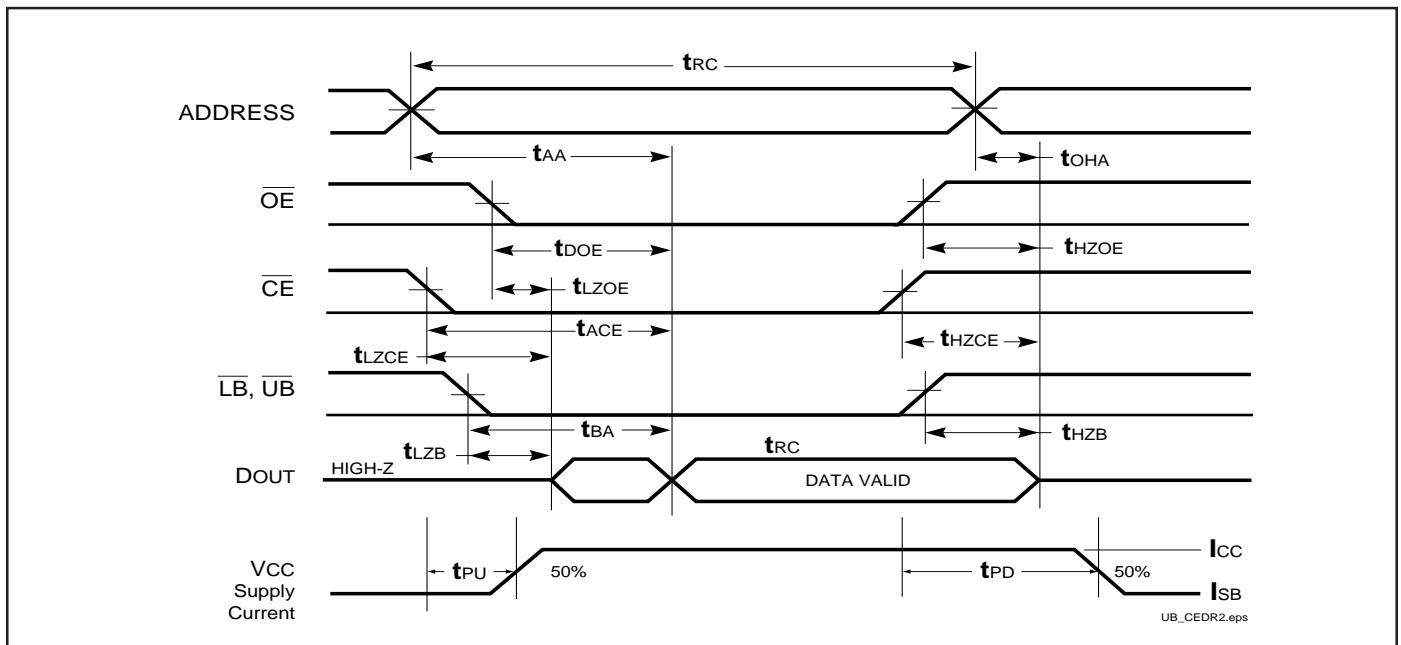 tRC
ADDRESS
tAA
tOHA
OE
tDOE
tHZOE
CE
tLZOE
tACE
tHZCE
tLZCE
LB, UB
tBA
tHZB
tLZB
tRC
DOUT
HIGH-Z
DATA VALID
ICC
VCC
Supply
Current
tPU
50%
tPD
50%
ISB
UB_CEDR2.eps